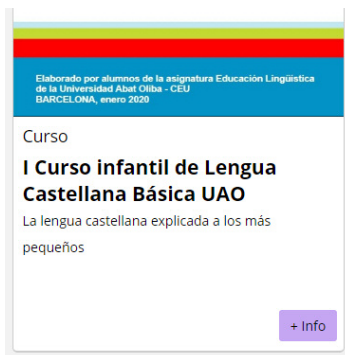 Elaborado por alumnos de la asignatura Educación Lingüística
de la Universidad Abat Oliba - CEU
BARCELONA, enero 2020
Curso
I Curso infantil de Lengua
Castellana Básica UAO
La lengua castellana explicada a los más
pequeños
+ Info